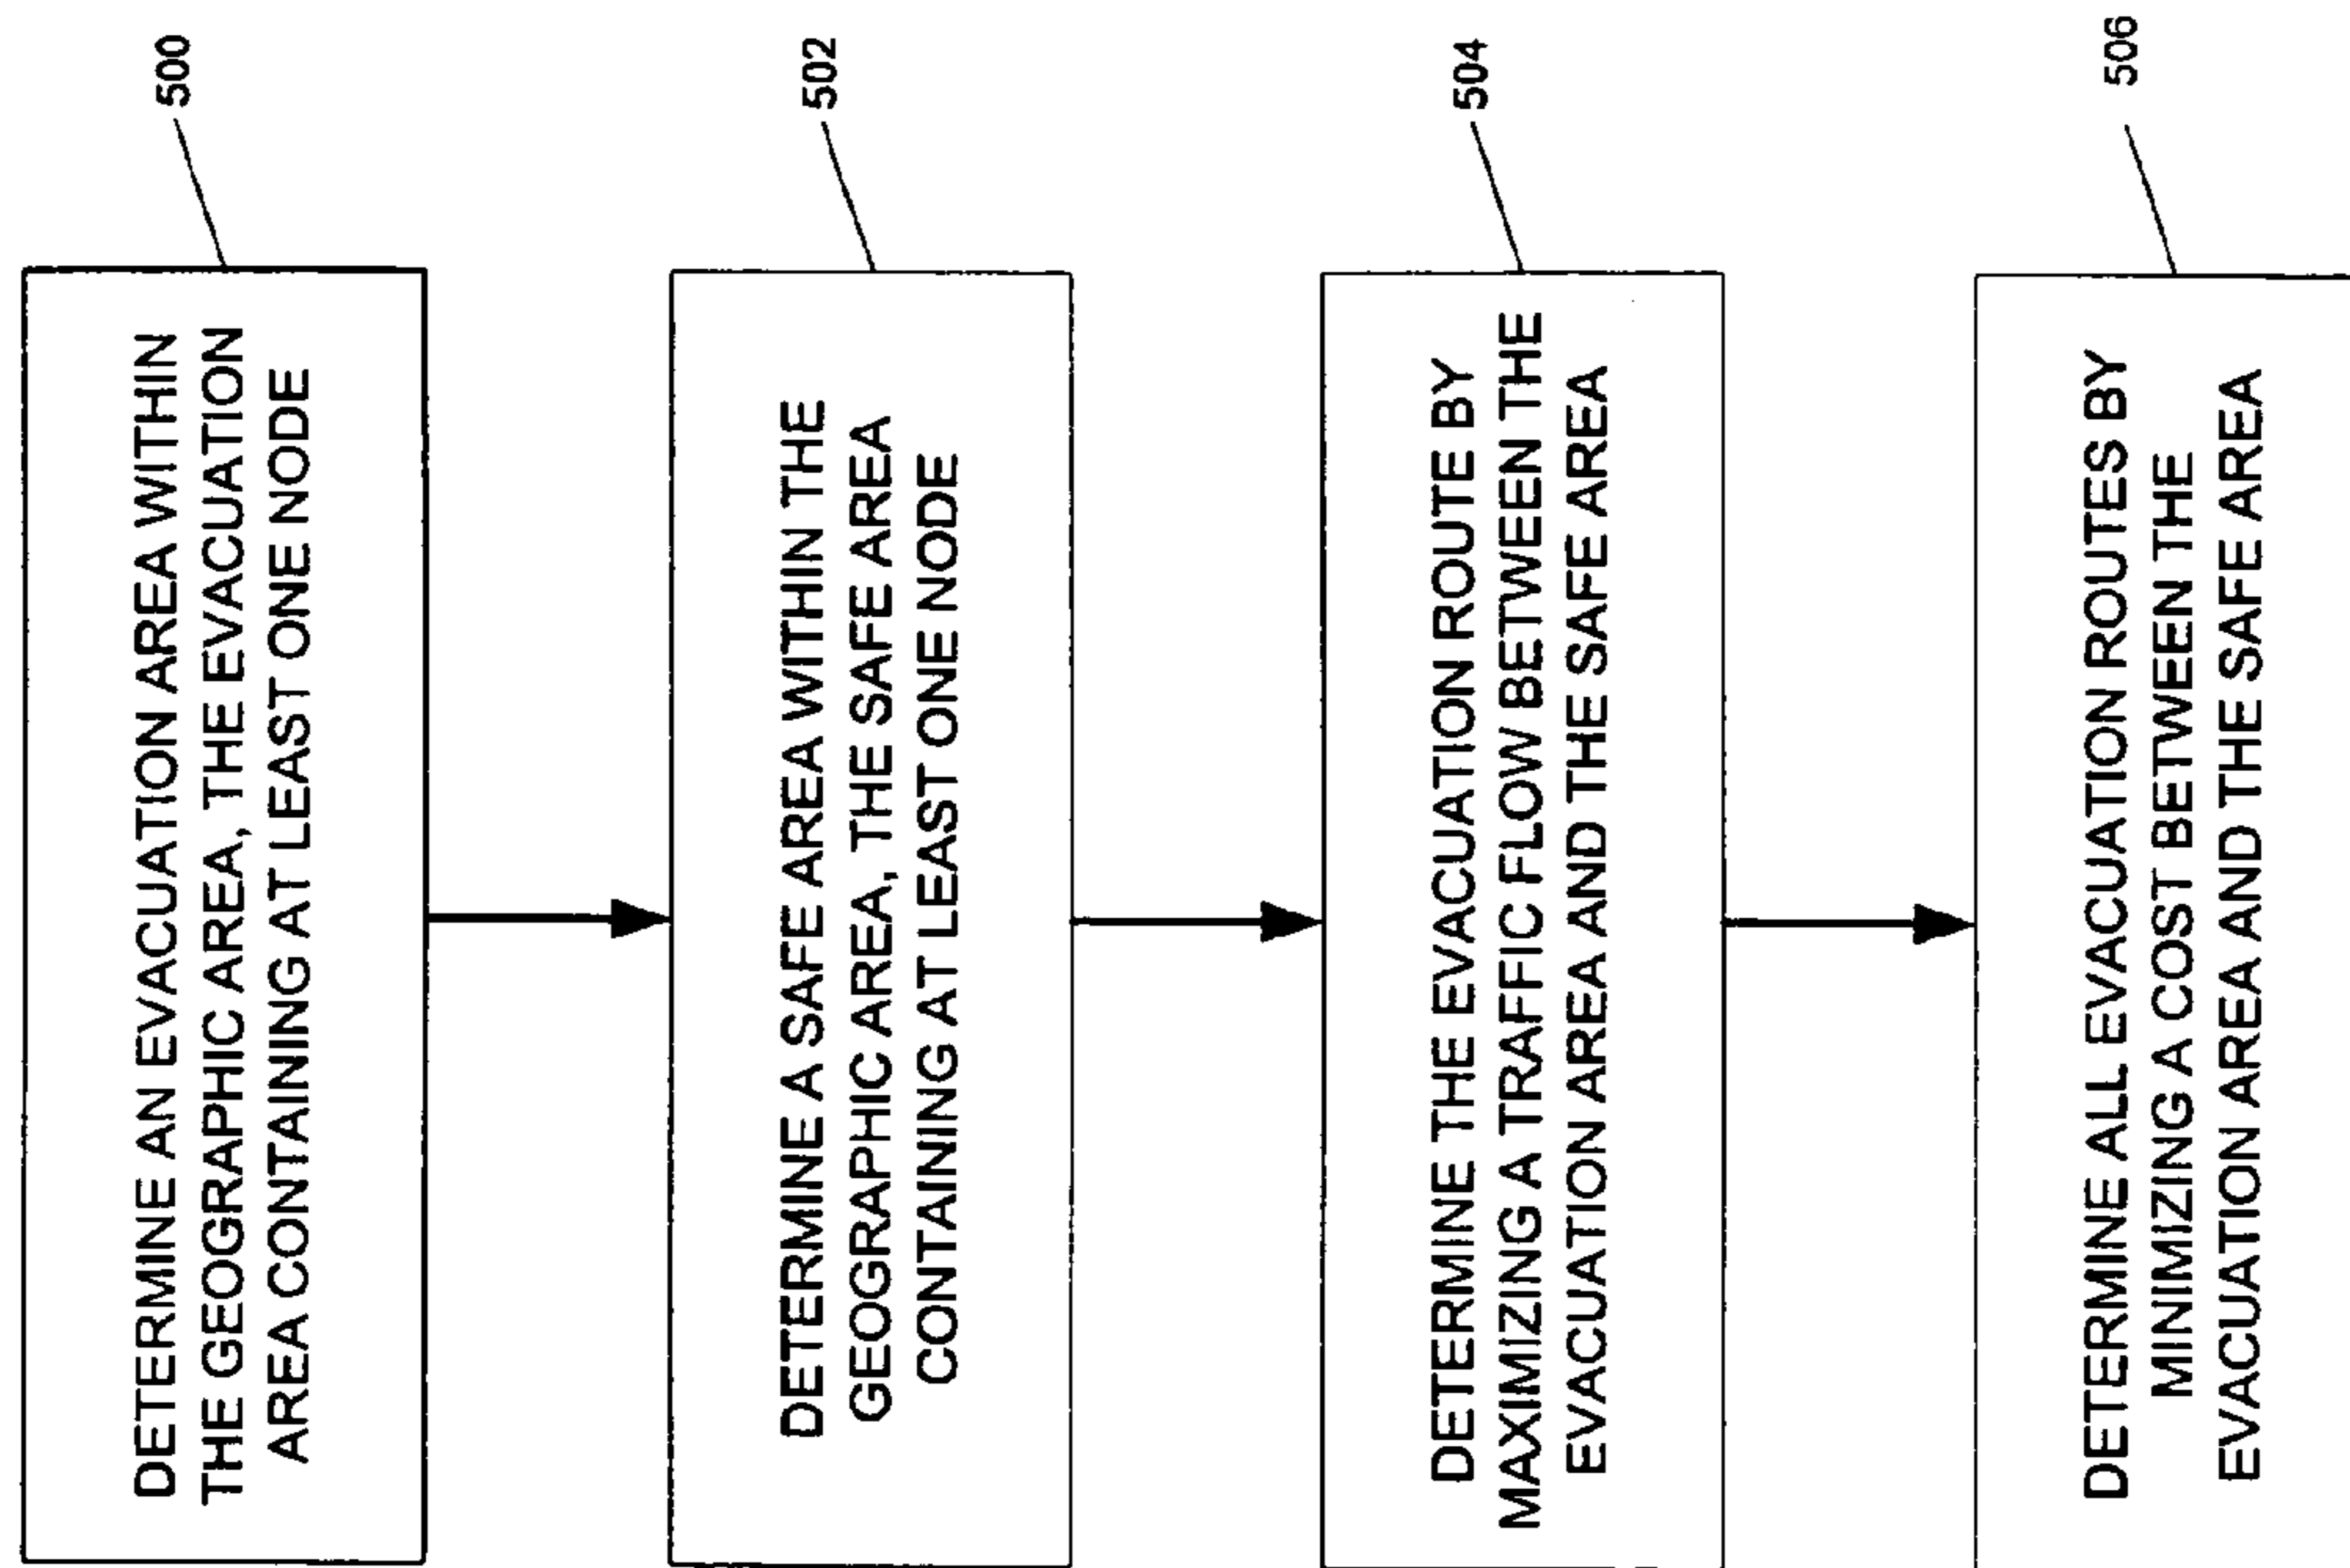 DETERMINE AN EVACUATION AREA WITHIN
THE GEOGRAPHIC AREA, THE EVACUATION
AREA CONTAINING AT LEAST ONE NODE
500
DETERMINE A SAFE AREA WITHIN THE
GEOGRAPHIC AREA, THE SAFE AREA
CONTAINING AT LEAST ONE NODE
502
DETERMINE THE EVACUATION ROUTE BY
MAXIMIZING A TRAFFIC FLOW BETWEEN THE
EVACUATION AREA AND THE SAFE AREA
504
DETERMINE ALL EVACUATION ROUTES BY
MINIMIZING A COST BETWEEN THE
EVACUATION AREA AND THE SAFE AREA
506